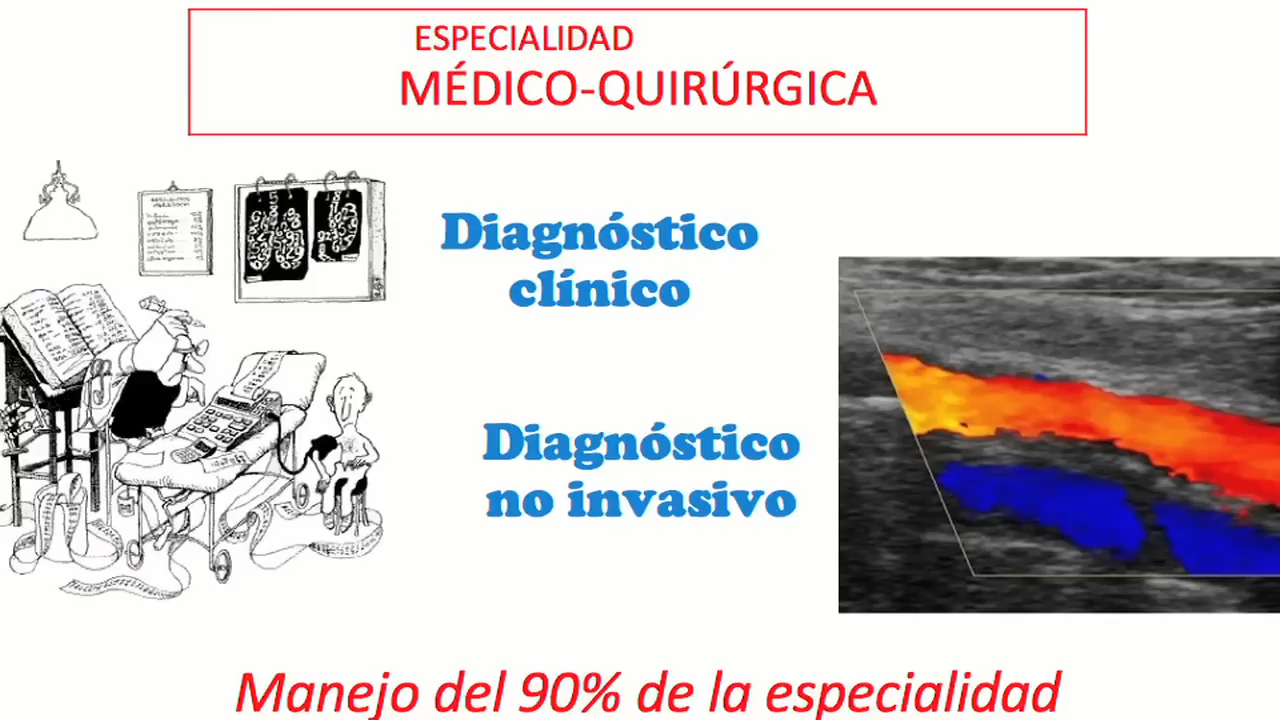 ESPECIALIDAD
MÉDICO-QUIRÚRGICA
Diagnóstico
clínico
Diagnóstico
no invasivo
Manejo del 90% de la especialidad